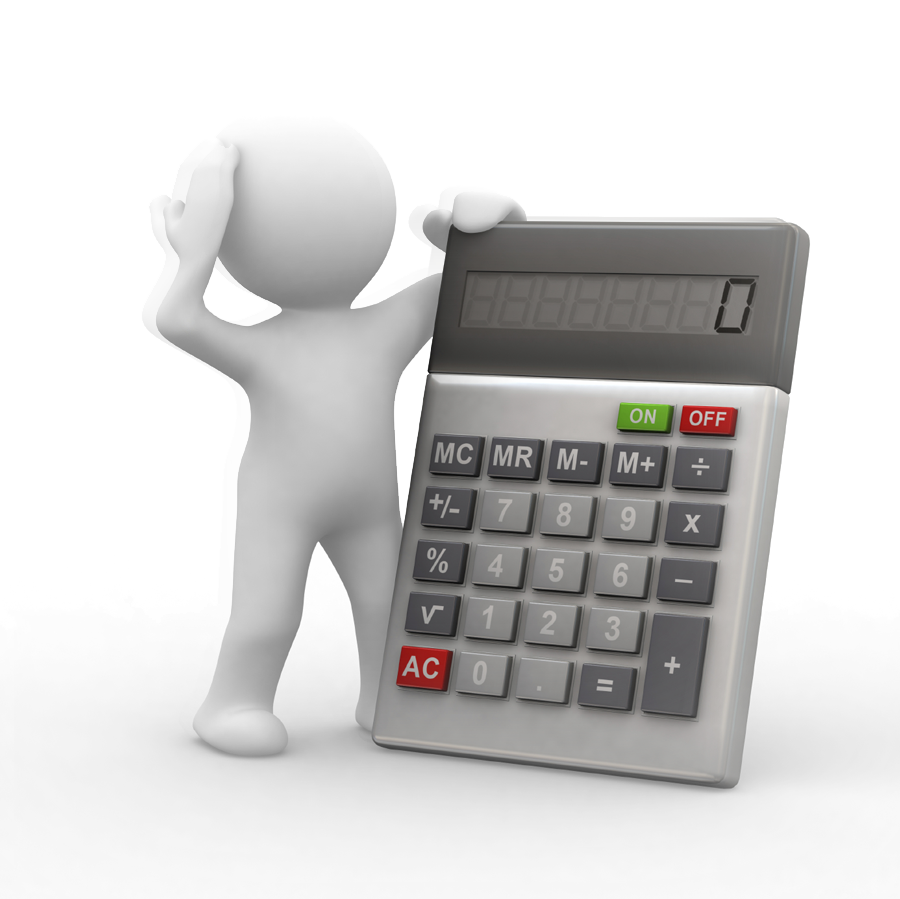 0
ON OFF
MC MR M- M+ ÷
+/- 7 8 9 x
% 4 5 6 −
√ 1 2 3
AC 0 . = +